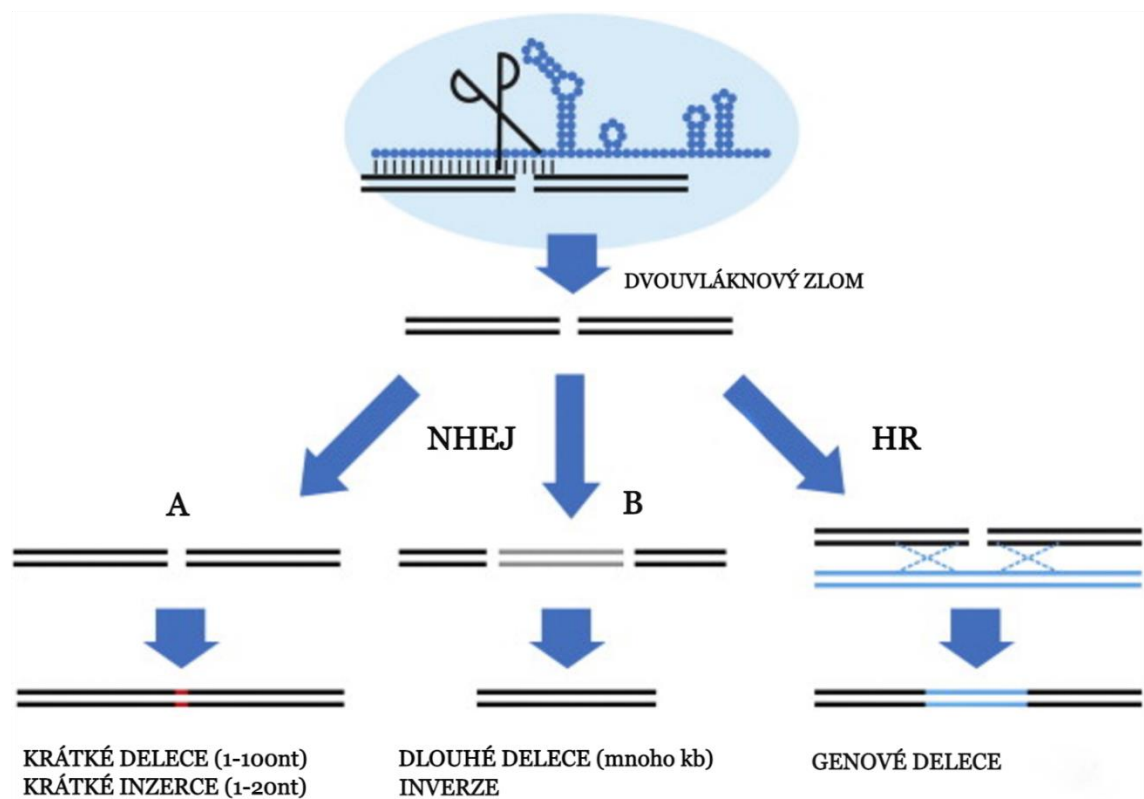 DVOUVLÁKNOVÝ ZLOM
NHEJ
HR
A
B
KRÁTKÉ DELECE (1-100nt)
KRÁTKÉ INZERCE (1-20nt)
DLOUHÉ DELECE (mnoho kb)
INVERZE
GENOVÉ DELECE